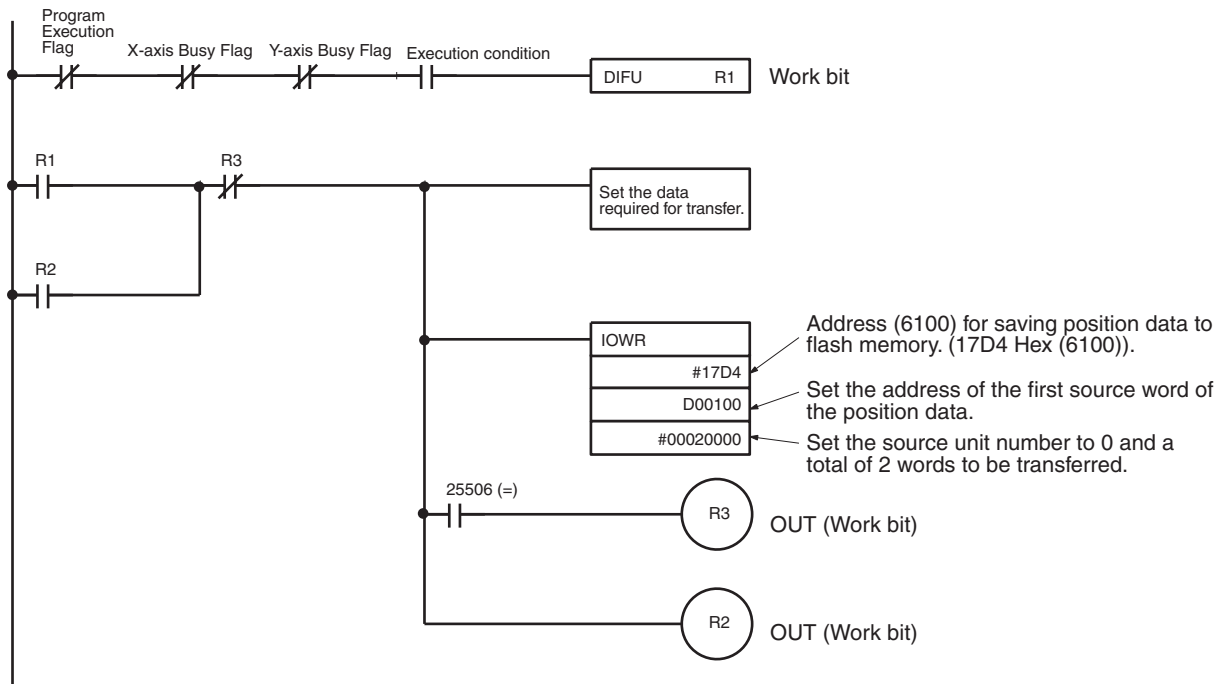 Program
Execution
Flag
X-axis Busy Flag
Y-axis Busy Flag
Execution condition
DIFU R1
Work bit
R1
R3
Set the data
required for transfer.
R2
IOWR
#17D4
D00100
#00020000
Address (6100) for saving position data to
flash memory. (17D4 Hex (6100)).
Set the address of the first source word of
the position data.
Set the source unit number to 0 and a
total of 2 words to be transferred.
25506 (=)
R3
OUT (Work bit)
R2
OUT (Work bit)